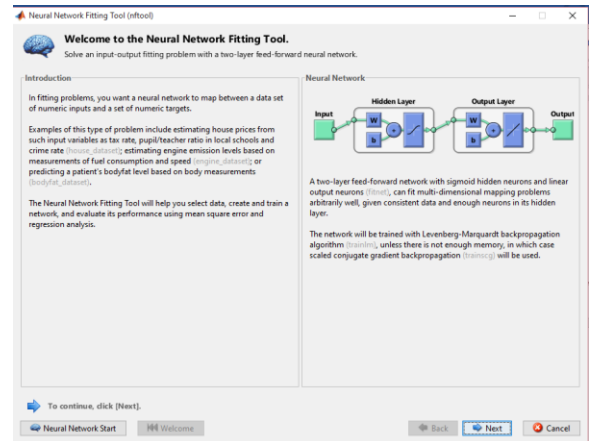 Neural Network Fitting Tool (nftool)
Welcome to the Neural Network Fitting Tool.
Solve an input-output fitting problem with a two-layer feed-forward neural network.
Introduction
In fitting problems, you want a neural network to map between a data set
of numeric inputs and a set of numeric targets.
Examples of this type of problem include estimating house prices from
such input variables as tax rate, pupil/teacher ratio in local schools and
crime rate (house_dataset); estimating engine emission levels based on
measurements of fuel consumption and speed (engine_dataset); or
predicting a patient's bodyfat level based on body measurements
(bodyfat_dataset).
The Neural Network Fitting Tool will help you select data, create and train a
network, and evaluate its performance using mean square error and
regression analysis.
Neural Network
Hidden Layer
Output Layer
Input
Output
W
b
+
W
b
+
A two-layer feed-forward network with sigmoid hidden neurons and linear
output neurons (fitnet), can fit multi-dimensional mapping problems
arbitrarily well, given consistent data and enough neurons in its hidden
layer.
The network will be trained with Levenberg-Marquardt backpropagation
algorithm (trainlm), unless there is not enough memory, in which case
scaled conjugate gradient backpropagation (trainscg) will be used.
To continue, click [Next].
Neural Network Start
Welcome
Back
Next
Cancel